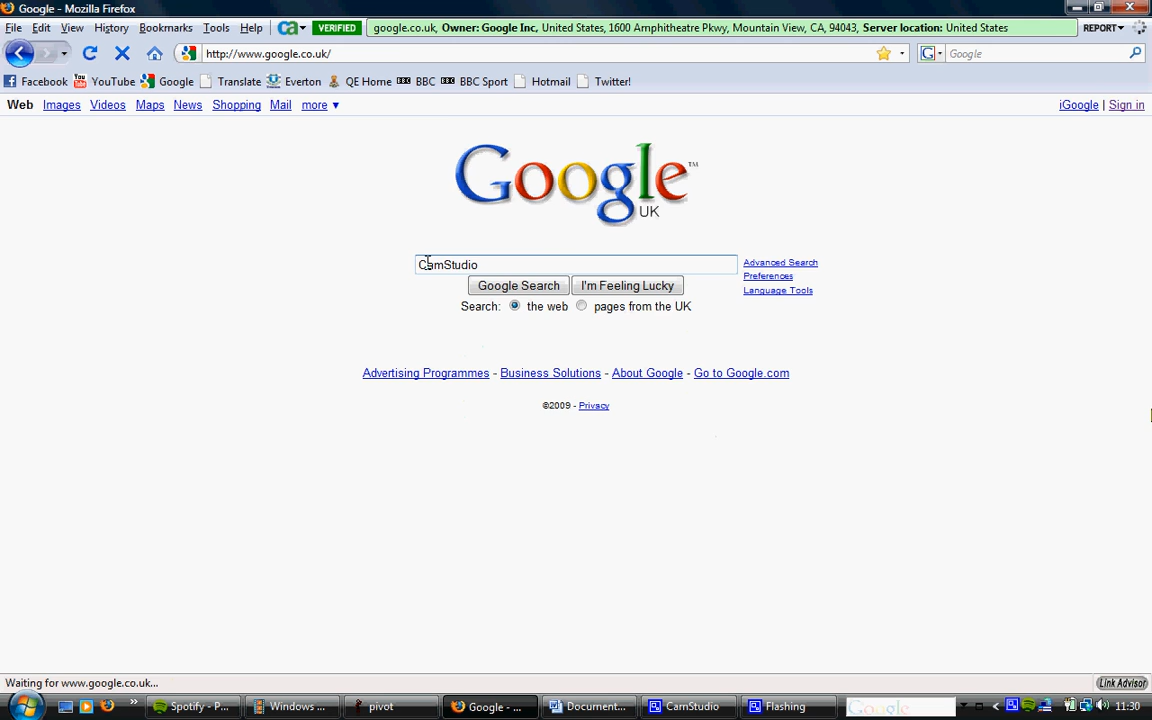 Google - Mozilla Firefox
File Edit View History Bookmarks Tools Help ca VERIFIED google.co.uk, Owner: Google Inc, United States, 1600 Amphitheatre Pkwy, Mountain View, CA, 94043, Server location: United States REPORT
http://www.google.co.uk/ G Google
Facebook YouTube Google Translate Everton QE Home BBC BBC BBC BBC Sport Hotmail Twitter!
Web Images Videos Maps News Shopping Mail more ▼ iGoogle | Sign in
Google™
UK
CamStudio Advanced Search
Preferences
Google Search I'm Feeling Lucky Language Tools
Search: the web pages from the UK
Advertising Programmes - Business Solutions - About Google - Go to Google.com
©2009 - Privacy
Waiting for www.google.co.uk... Link Advisor
Spotify - P... Windows ... pivot Google - ... Document... CamStudio Flashing Google 11:30